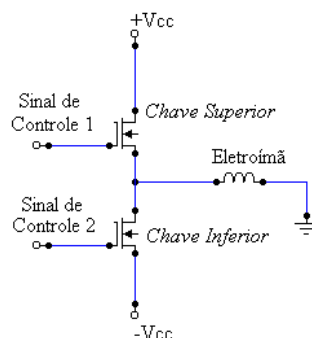 +Vcc
Sinal de
Controle 1
Chave Superior
Eletroímã
Sinal de
Controle 2
Chave Inferior
-Vcc